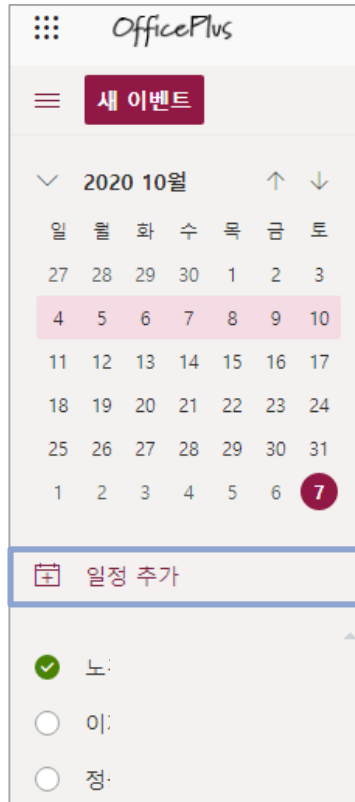 OfficePlus
새 이벤트
2020 10월
일 월 화 수 목 금 토
27 28 29 30 1 2 3
4 5 6 7 8 9 10
11 12 13 14 15 16 17
18 19 20 21 22 23 24
25 26 27 28 29 30 31
1 2 3 4 5 6 7
일정 추가
노
이
정